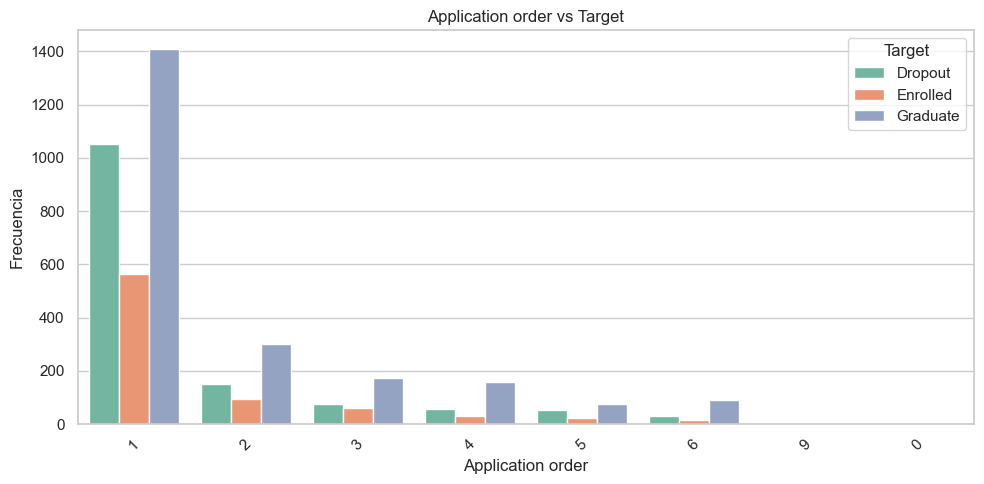 Application order vs Target
Target
Dropout
Enrolled
Graduate
Frecuencia
1400
1200
1000
800
600
400
200
0
1
2
3
4
5
6
9
0
Application order